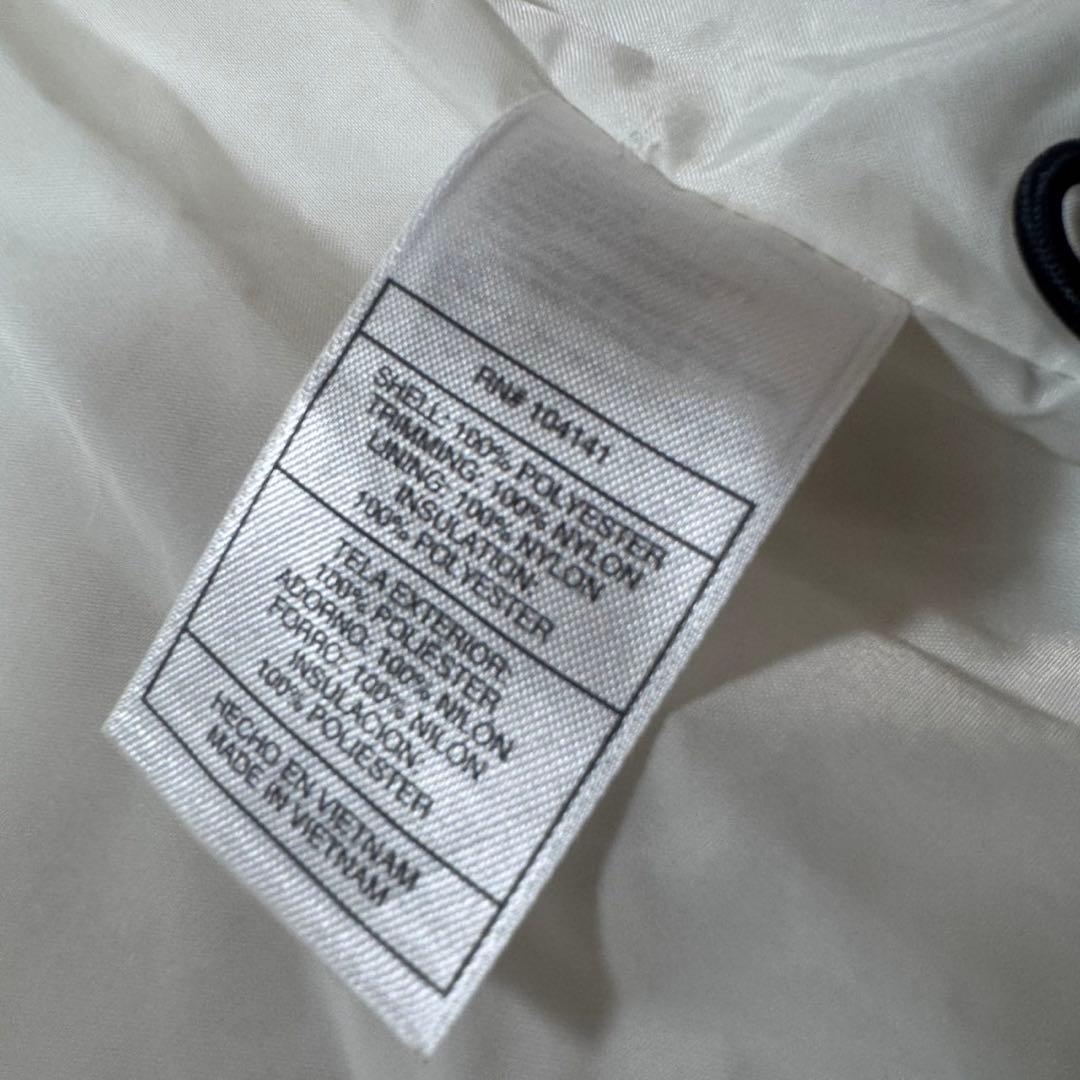 RN# 104141
SHELL: 100% POLYESTER
TRIMMING: 100% NYLON
LINING: 100% NYLON
INSULATION:
100% POLYESTER
TELA EXTERIOR:
100% POLIESTER
ADORNO: 100% NILON
FORRO: 100% NILON
INSULACION:
100% POLIESTER
HECHO EN VIETNAM
MADE IN VIETNAM